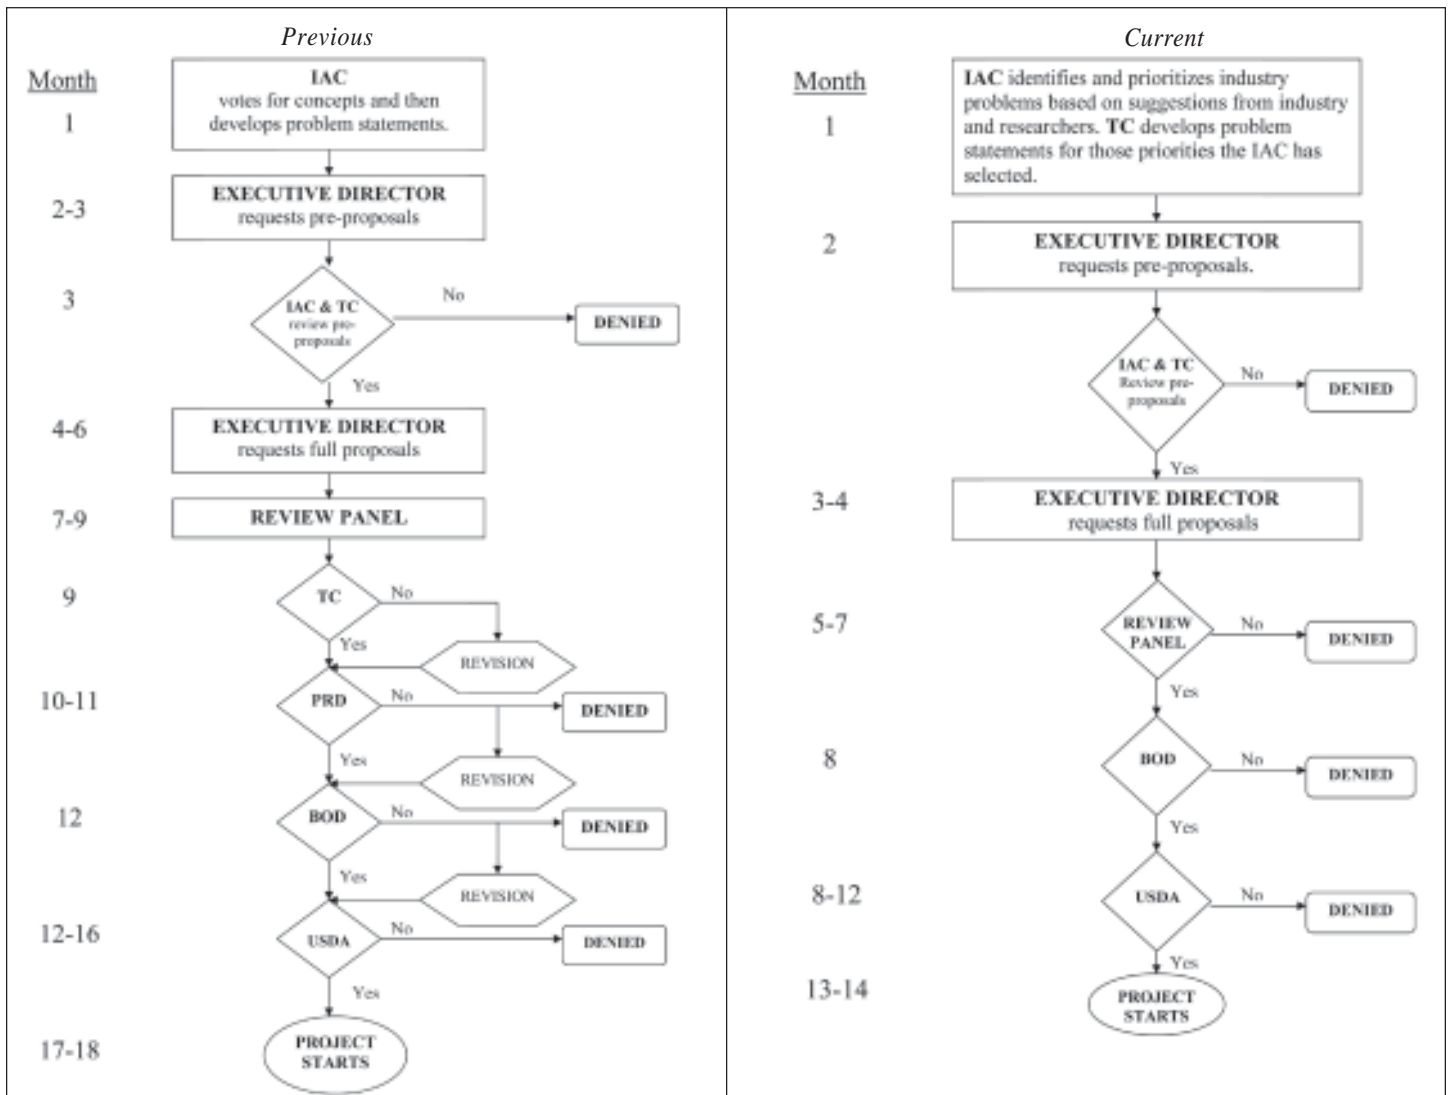 Previous
Month
1
IAC
votes for concepts and then
develops problem statements.
2-3
EXECUTIVE DIRECTOR
requests pre-proposals
3
IAC & TC
review pre-
proposals
No
DENIED
Yes
4-6
EXECUTIVE DIRECTOR
requests full proposals
7-9
REVIEW PANEL
9
TC
No
Yes
REVISION
10-11
PRD
No
DENIED
Yes
REVISION
12
BOD
No
DENIED
Yes
REVISION
12-16
USDA
No
DENIED
Yes
17-18
PROJECT
STARTS
Current
Month
1
IAC identifies and prioritizes industry
problems based on suggestions from industry
and researchers. TC develops problem
statements for those priorities the IAC has
selected.
2
EXECUTIVE DIRECTOR
requests pre-proposals.
IAC & TC
Review pre-
proposals
No
DENIED
Yes
3-4
EXECUTIVE DIRECTOR
requests full proposals
5-7
REVIEW
PANEL
No
DENIED
Yes
8
BOD
No
DENIED
Yes
8-12
USDA
No
DENIED
Yes
13-14
PROJECT
STARTS